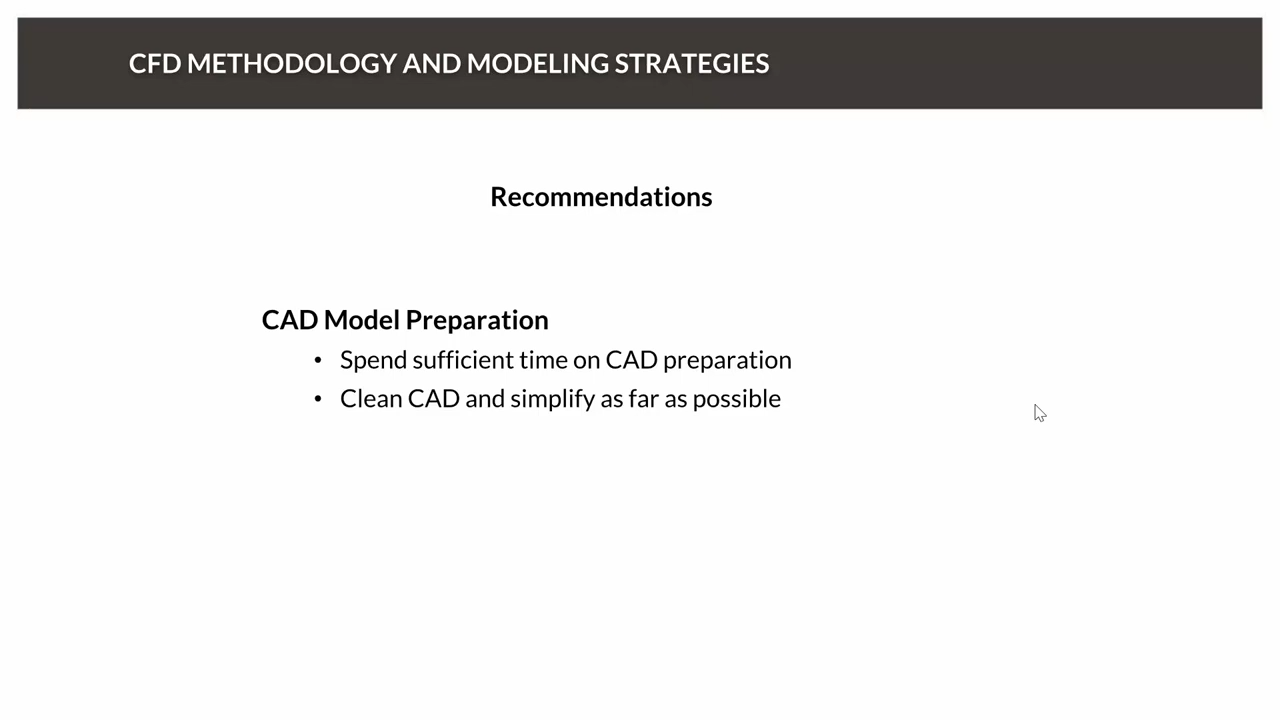 CFD METHODOLOGY AND MODELING STRATEGIES
Recommendations
CAD Model Preparation
• Spend sufficient time on CAD preparation
• Clean CAD and simplify as far as possible